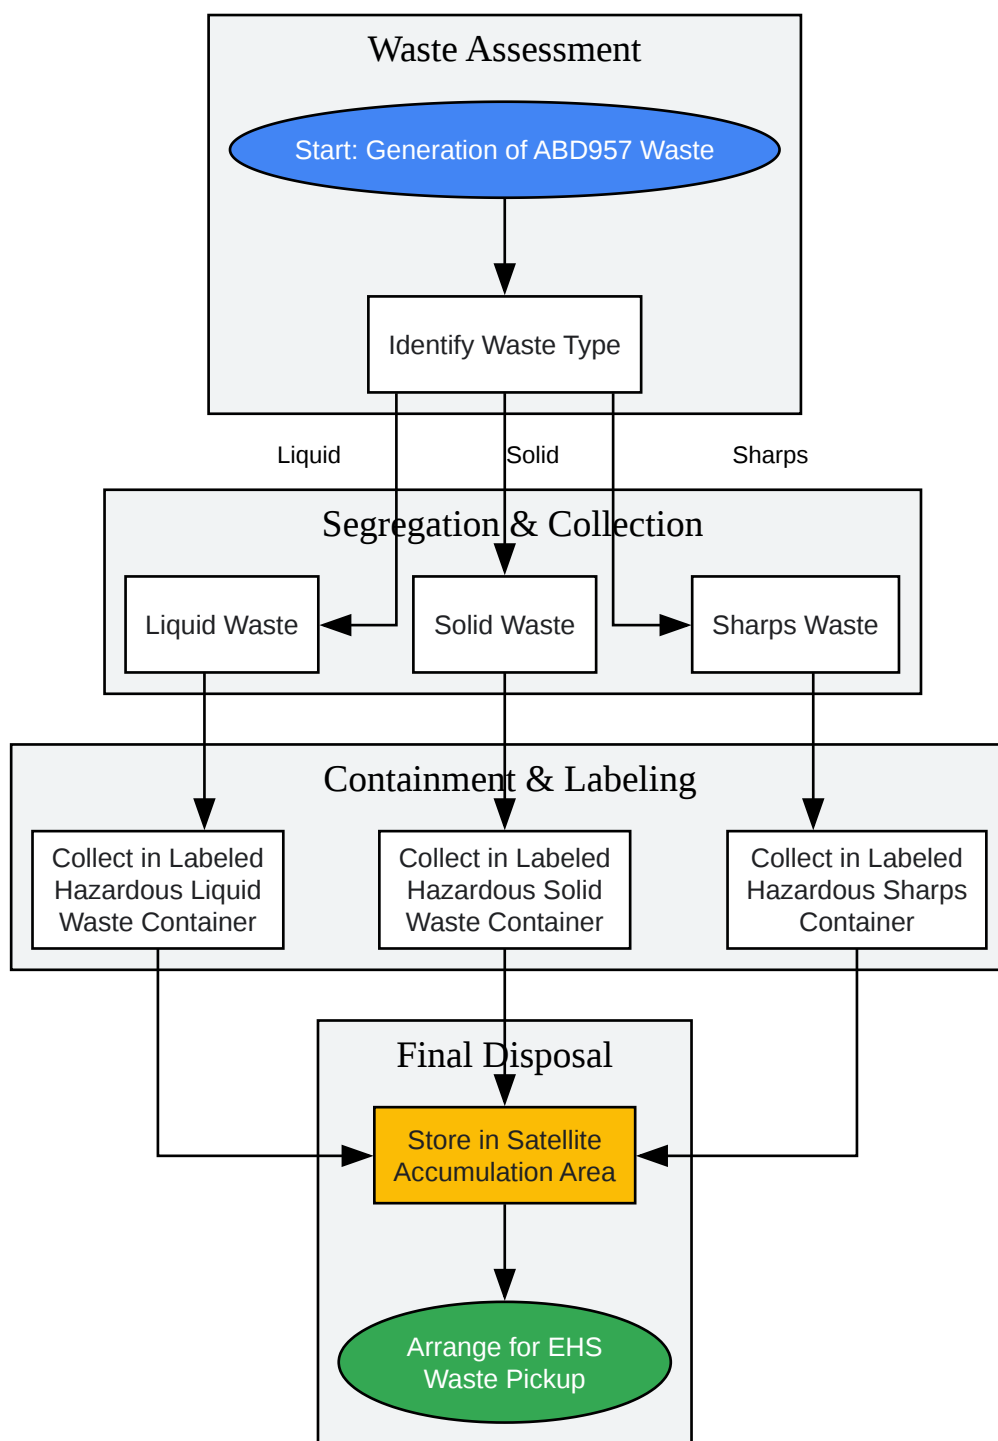 Waste Assessment
Start: Generation of ABD957 Waste
Identify Waste Type
Liquid
Solid
Sharps
Segregation & Collection
Liquid Waste
Solid Waste
Sharps Waste
Containment & Labeling
Collect in Labeled
Hazardous Liquid
Waste Container
Collect in Labeled
Hazardous Solid
Waste Container
Collect in Labeled
Hazardous Sharps
Container
Final Disposal
Store in Satellite
Accumulation Area
Arrange for EHS
Waste Pickup